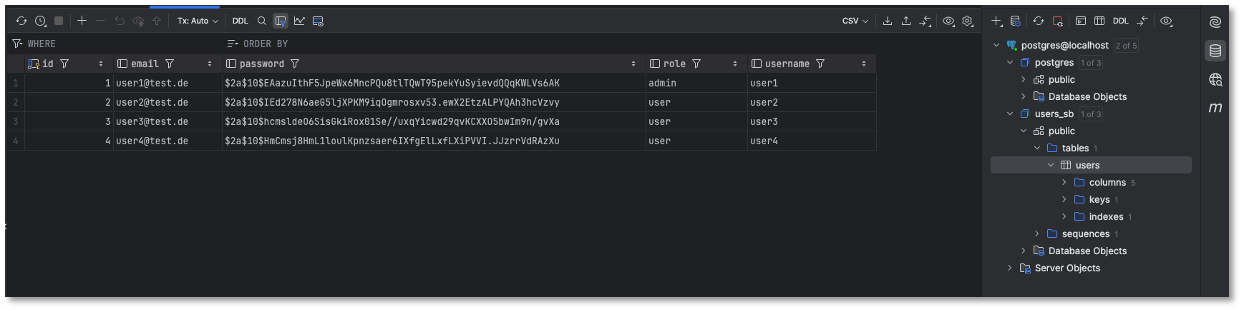 Tx: Auto DDL CSV DDL
WHERE ORDER BY
id email password role username
1 1 user1@test.de $2a$10$EAazuIthF5JpeWx6MncPQu8tlTQwT95pekYuSyievdQQqKWLVs6AK admin user1
2 2 user2@test.de $2a$10$IEd278N6aeG5ljXPKM9iqOgmrosxv53.ewX2EtzALPYQAh3hcVzvy user user2
3 3 user3@test.de $2a$10$hcmsldeO6SisGkiRox01Se//uxqYicwd29qvKCXXO5bwIm9n/gvXa user user3
4 4 user4@test.de $2a$10$HmCmsj8HmL1loulKpnzsaer6IXfgElLxfLXiPVVI.JJzrrVdRAzXu user user4
postgres@localhost 2 of 5
postgres 1 of 3
public
Database Objects
users_sb 1 of 3
public
tables 1
users
columns 5
keys 1
indexes 1
sequences 1
Database Objects
Server Objects
m